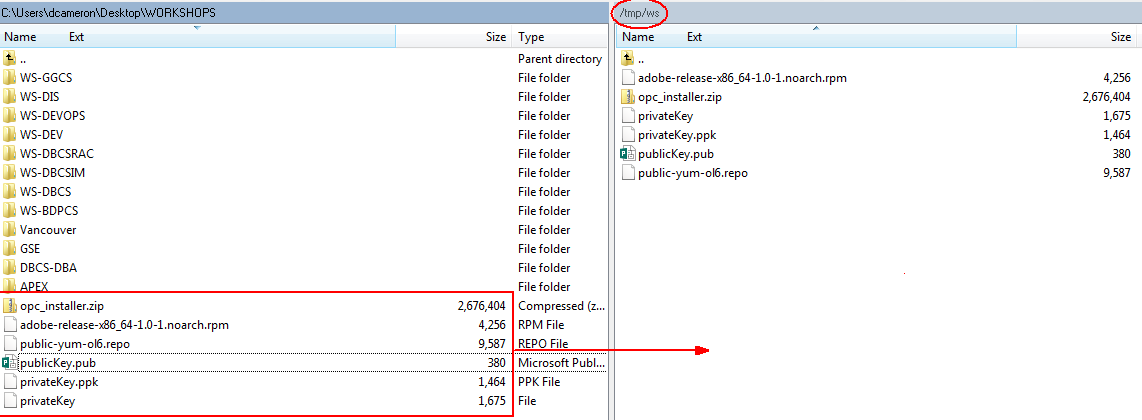 C:\Users\dcameron\Desktop\WORKSHOPS
Name Ext Size Type
.. Parent directory
WS-GGCS File folder
WS-DIS File folder
WS-DEVOPS File folder
WS-DEV File folder
WS-DBCSRAC File folder
WS-DBCSIM File folder
WS-DBCS File folder
WS-BDPCS File folder
Vancouver File folder
GSE File folder
DBCS-DBA File folder
APEX File folder
opc_installer.zip 2,676,404 Compressed (z...
adobe-release-x86_64-1.0-1.noarch.rpm 4,256 RPM File
public-yum-ol6.repo 9,587 REPO File
publicKey.pub 380 Microsoft Publ...
privateKey.ppk 1,464 PPK File
privateKey 1,675 File
/tmp/ws
Name Ext Size
..
adobe-release-x86_64-1.0-1.noarch.rpm 4,256
opc_installer.zip 2,676,404
privateKey 1,675
privateKey.ppk 1,464
publicKey.pub 380
public-yum-ol6.repo 9,587